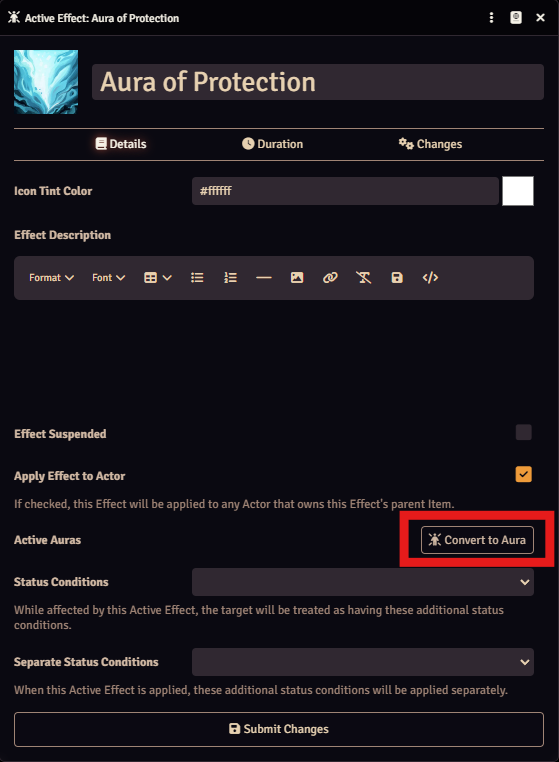 Active Effect: Aura of Protection
Aura of Protection
Details Duration Changes
Icon Tint Color #ffffff
Effect Description
Format Font
Effect Suspended
Apply Effect to Actor
If checked, this Effect will be applied to any Actor that owns this Effect's parent Item.
Active Auras Convert to Aura
Status Conditions
While affected by this Active Effect, the target will be treated as having these additional status
conditions.
Separate Status Conditions
When this Active Effect is applied, these additional status conditions will be applied separately.
Submit Changes